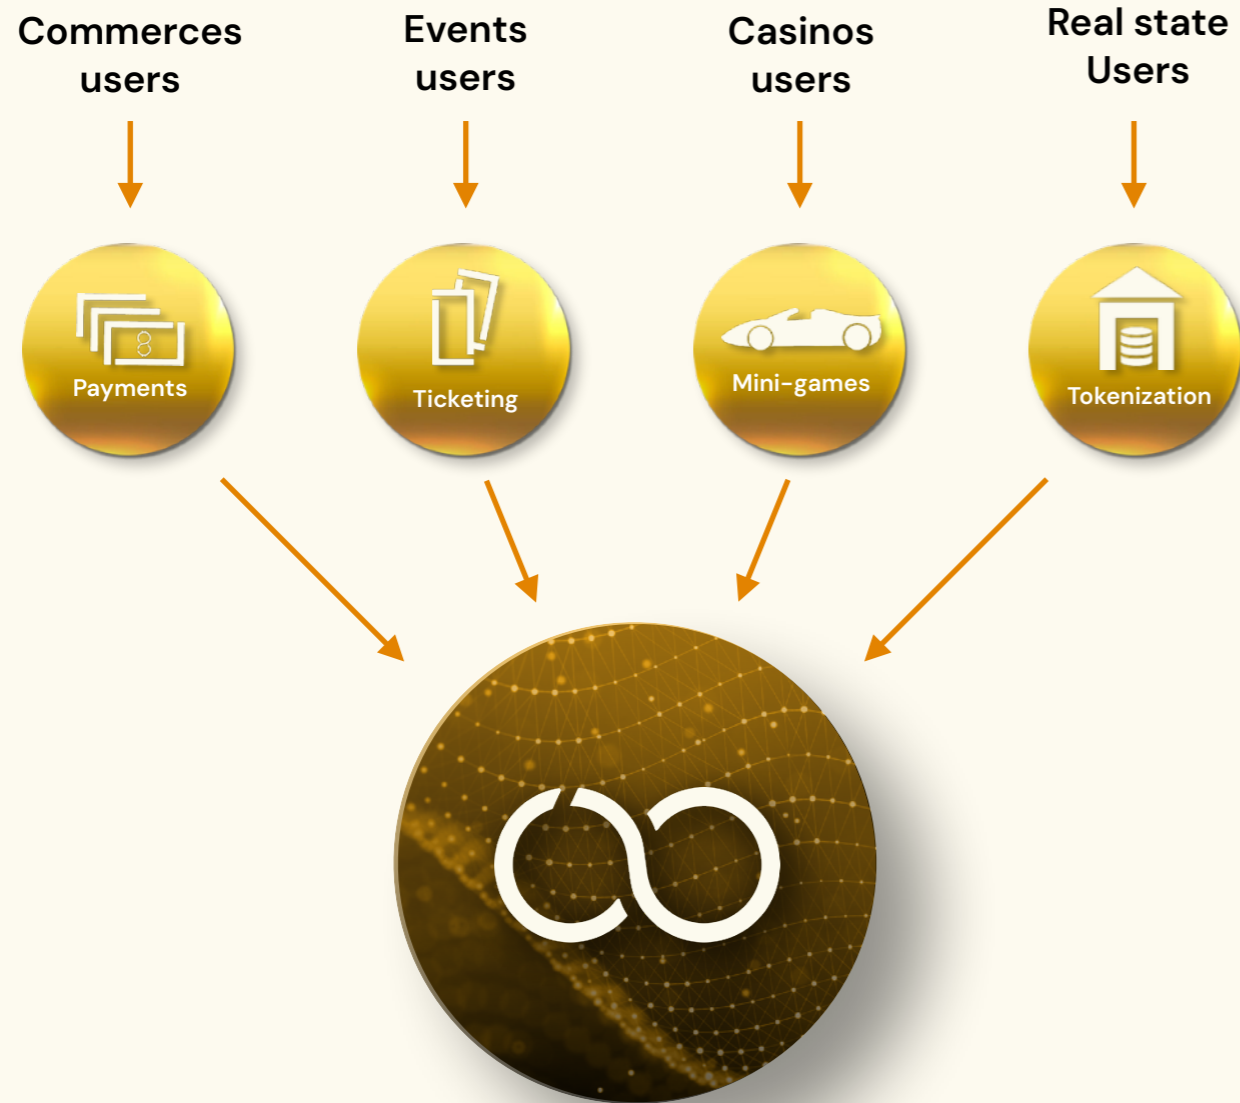 Commerces
users
Events
users
Casinos
users
Real state
Users
Payments
Ticketing
Mini-games
Tokenization